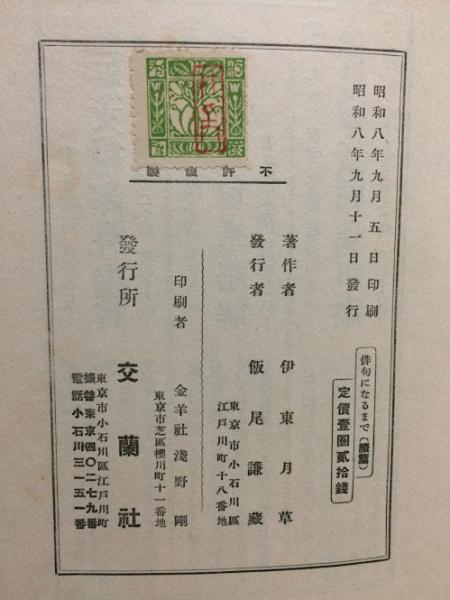 昭和八年九月五日印刷
昭和八年九月十一日發行
俳句になるまで(續篇)
定價壹圓貳拾錢
不許複製
著作者 伊東月草
發行者 飯尾謙藏
東京市小石川區
江戸川町十八番地
印刷者 金羊社淺野剛
東京市芝區櫻川町十一番地
發行所 交蘭社
東京市小石川區江戸川町
振替東京四〇二七九番
電話小石川三一五一番